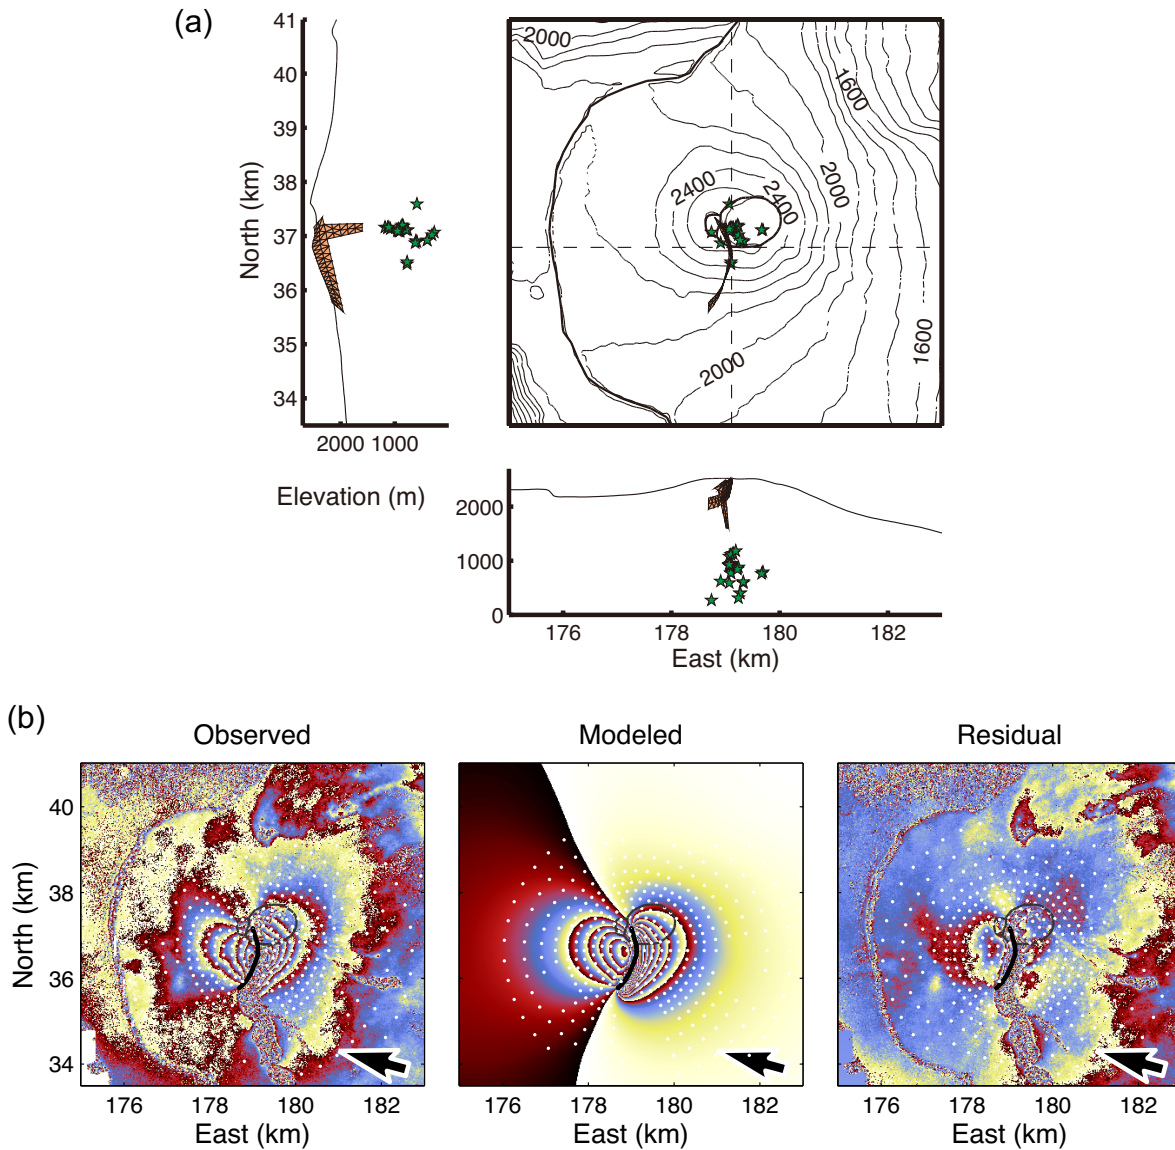 (a)
41
40
39
38
37
36
35
34
North (km)
2000 1000
Elevation (m)
2000
1600
2000
2400
2400
2000
1600
2000
1000
0
176
178
180
182
East (km)
(b)
Observed
Modeled
Residual
North (km)
40
38
36
34
176 178 180 182
176 178 180 182
176 178 180 182
East (km)
East (km)
East (km)